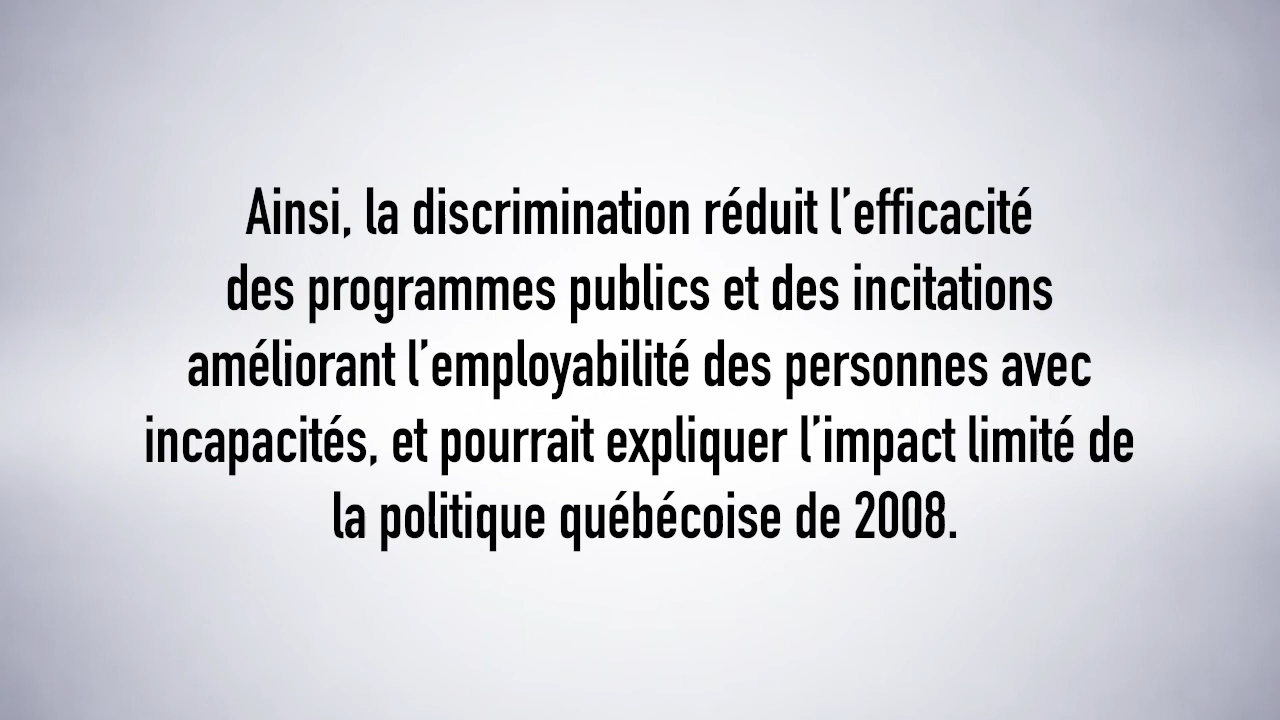 Ainsi, la discrimination réduit l’efficacité
des programmes publics et des incitations
améliorant l’employabilité des personnes avec
incapacités, et pourrait expliquer l’impact limité de
la politique québécoise de 2008.